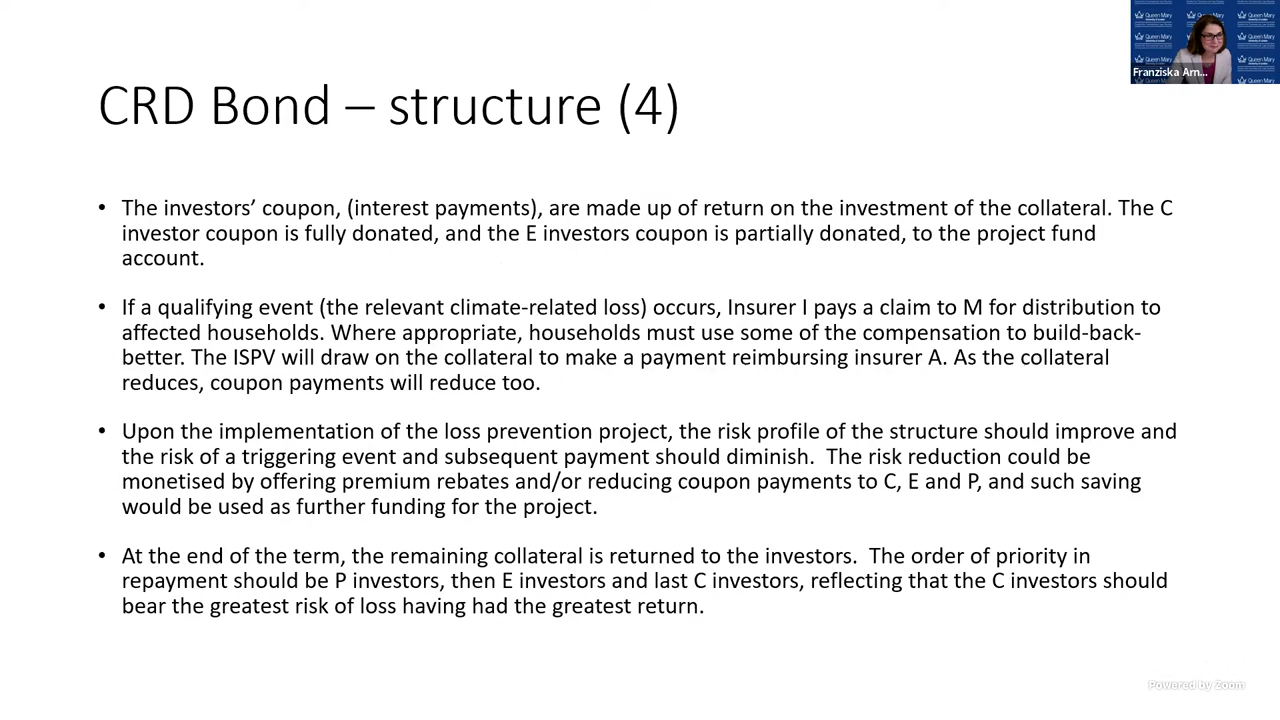 CRD Bond – structure (4)
• The investors’ coupon, (interest payments), are made up of return on the investment of the collateral. The C
investor coupon is fully donated, and the E investors coupon is partially donated, to the project fund
account.
• If a qualifying event (the relevant climate-related loss) occurs, Insurer I pays a claim to M for distribution to
affected households. Where appropriate, households must use some of the compensation to build-back-
better. The ISPV will draw on the collateral to make a payment reimbursing insurer A. As the collateral
reduces, coupon payments will reduce too.
• Upon the implementation of the loss prevention project, the risk profile of the structure should improve and
the risk of a triggering event and subsequent payment should diminish.  The risk reduction could be
monetised by offering premium rebates and/or reducing coupon payments to C, E and P, and such saving
would be used as further funding for the project.
• At the end of the term, the remaining collateral is returned to the investors.  The order of priority in
repayment should be P investors, then E investors and last C investors, reflecting that the C investors should
bear the greatest risk of loss having had the greatest return.
Queen Mary
Franziska Arn...
Powered by Zoom